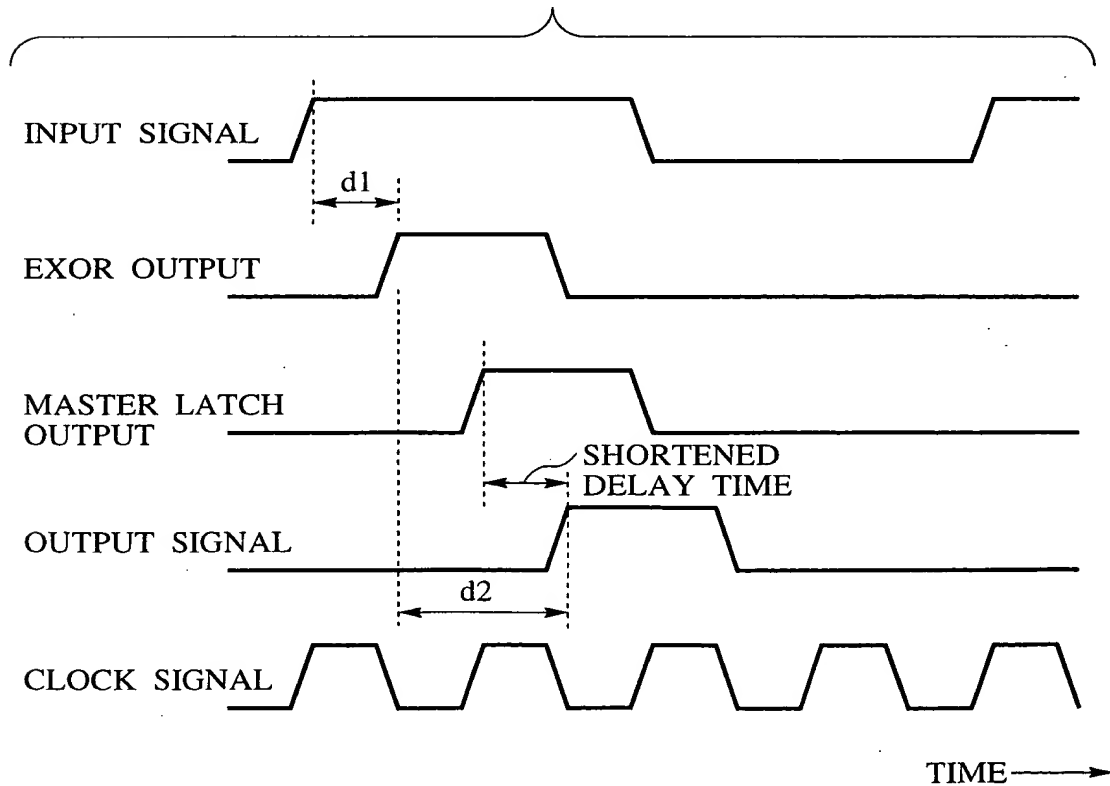 INPUT SIGNAL
d1
EXOR OUTPUT
MASTER LATCH
OUTPUT
SHORTENED
DELAY TIME
OUTPUT SIGNAL
d2
CLOCK SIGNAL
TIME